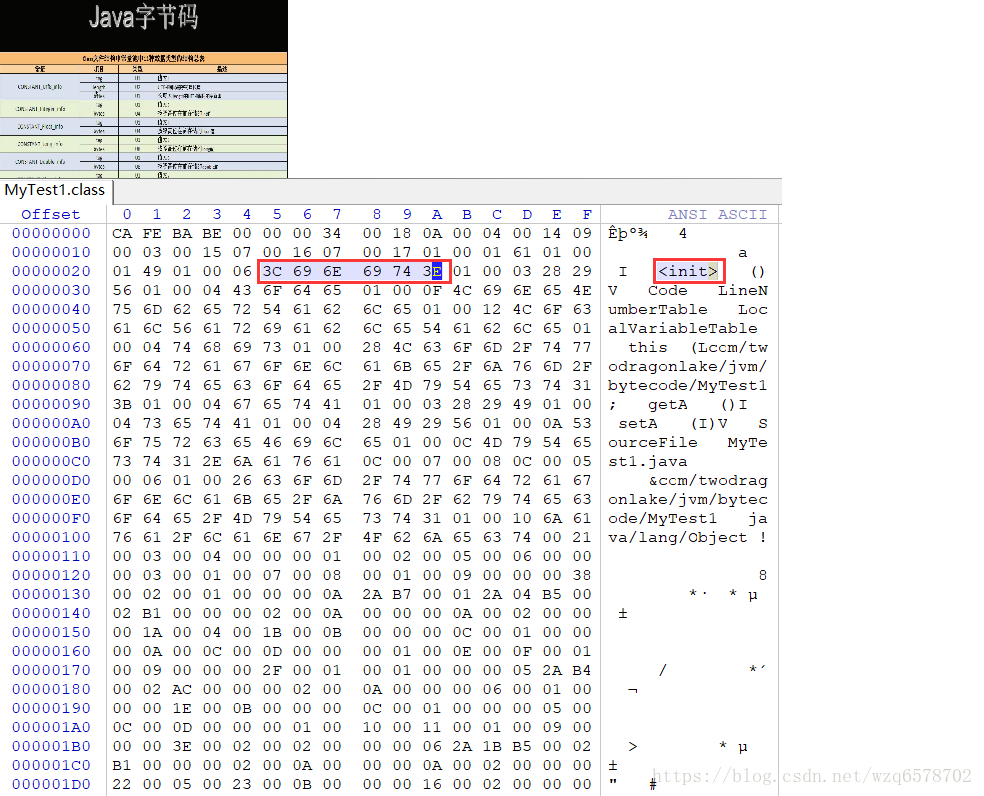 Java字节码
MyTest1.class
Offset 0 1 2 3 4 5 6 7 8 9 A B C D E F ANSI ASCII
00000000 CA FE BA BE 00 00 00 34 00 18 0A 00 04 00 14 09 Êþº¾ 4
00000010 00 03 00 15 07 00 16 07 00 17 01 00 01 61 01 00 a
00000020 01 49 01 00 06 3C 69 6E 69 74 3E 01 00 03 28 29 I <init> ()
00000030 56 01 00 04 43 6F 64 65 01 00 0F 4C 69 6E 65 4E V Code LineN
00000040 75 6D 62 65 72 54 61 62 6C 65 01 00 12 4C 6F 63 umberTable Loc
00000050 61 6C 56 61 72 69 61 62 6C 65 54 61 62 6C 65 01 alVariableTable
00000060 00 04 74 68 69 73 01 00 28 4C 63 6F 6D 2F 74 77 this (Lcom/tw
00000070 6F 64 72 61 67 6F 6E 6C 61 6B 65 2F 6A 76 6D 2F odragonlake/jvm/
00000080 62 79 74 65 63 6F 64 65 2F 4D 79 54 65 73 74 31 bytecode/MyTest1
00000090 3B 01 00 04 67 65 74 41 01 00 03 28 29 49 01 00 ; getA ()I
000000A0 04 73 65 74 41 01 00 04 28 49 29 56 01 00 0A 53 setA (I)V S
000000B0 6F 75 72 63 65 46 69 6C 65 01 00 0C 4D 79 54 65 ourceFile MyTe
000000C0 73 74 31 2E 6A 61 76 61 0C 00 07 00 08 0C 00 05 st1.java
000000D0 00 06 01 00 26 63 6F 6D 2F 74 77 6F 64 72 61 67 &com/twodrag
000000E0 6F 6E 6C 61 6B 65 2F 6A 76 6D 2F 62 79 74 65 63 onlake/jvm/bytec
000000F0 6F 64 65 2F 4D 79 54 65 73 74 31 01 00 10 6A 61 ode/MyTest1 ja
00000100 76 61 2F 6C 61 6E 67 2F 4F 62 6A 65 63 74 00 21 va/lang/Object !
00000110 00 03 00 04 00 00 00 01 00 02 00 05 00 06 00 00
00000120 00 03 00 01 00 07 00 08 00 01 00 09 00 00 00 38 8
00000130 00 02 00 01 00 00 00 0A 2A B7 00 01 2A 04 B5 00 *· * µ
00000140 02 B1 00 00 00 02 00 0A 00 00 00 0A 00 02 00 00 ±
00000150 00 1A 00 04 00 1B 00 0B 00 00 00 0C 00 01 00 00
00000160 00 0A 00 0C 00 0D 00 00 00 01 00 0E 00 0F 00 01
00000170 00 09 00 00 00 2F 00 01 00 01 00 00 00 05 2A B4 / *´
00000180 00 02 AC 00 00 00 02 00 0A 00 00 00 06 00 01 00 ¬
00000190 00 00 1E 00 0B 00 00 00 0C 00 01 00 00 00 05 00
000001A0 0C 00 0D 00 00 00 01 00 10 00 11 00 01 00 09 00
000001B0 00 00 3E 00 02 00 02 00 00 00 06 2A 1B B5 00 02 > * µ
000001C0 B1 00 00 00 02 00 0A 00 00 00 0A 00 02 00 00 00 ±
000001D0 22 00 05 00 23 00 0B 00 00 00 16 00 02 00 00 00 " #
https://blog.csdn.net/wzq6578702